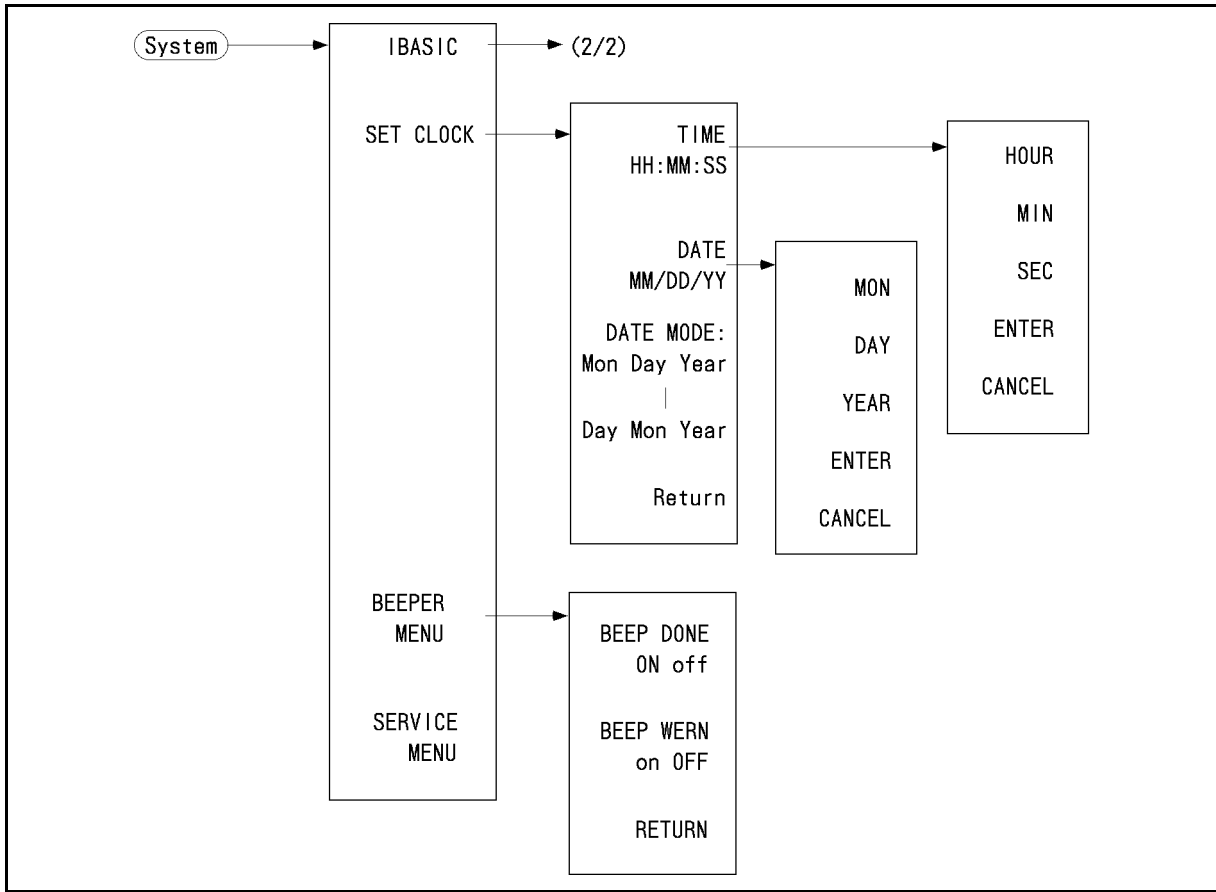 System
IBASIC
(2/2)
SET CLOCK
TIME
HH:MM:SS
DATE
MM/DD/YY
DATE MODE:
Mon Day Year
Day Mon Year
Return
HOUR
MIN
SEC
ENTER
CANCEL
MON
DAY
YEAR
ENTER
CANCEL
BEEPER
MENU
BEEP DONE
ON off
BEEP WERN
on OFF
RETURN
SERVICE
MENU